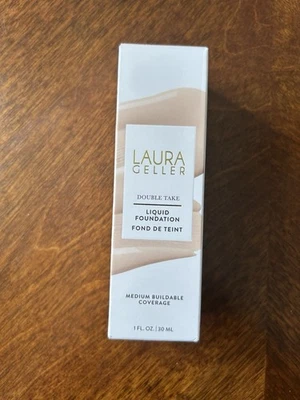 LAURA
GELLER
DOUBLE TAKE
LIQUID
FOUNDATION
FOND DE TEINT
MEDIUM BUILDABLE
COVERAGE
1 FL. OZ. | 30 ML